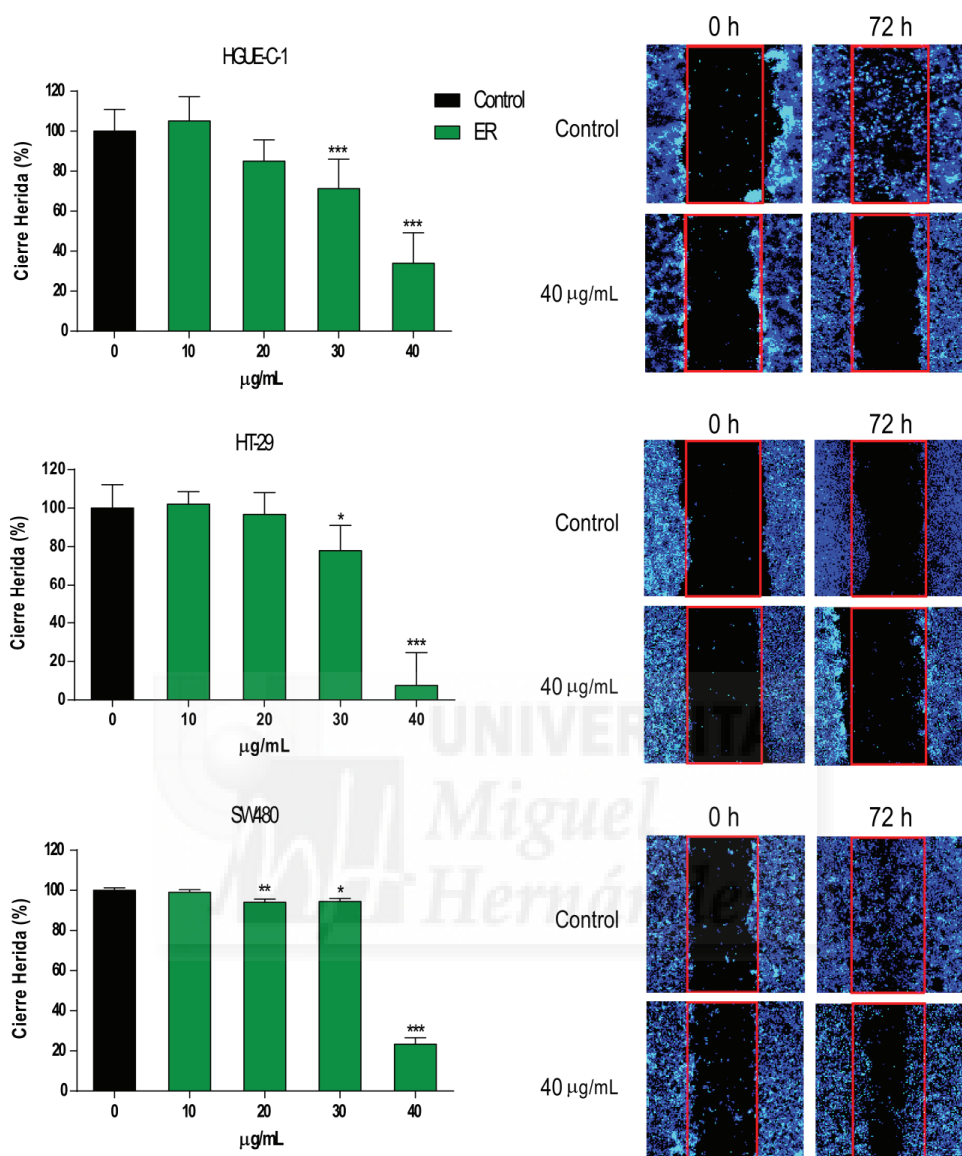 HGUE-C-1
Cierre Herida (%)
120
100
80
60
40
20
0
***
***
0 10 20 30 40
µg/mL
Control
ER
0 h 72 h
Control
40 µg/mL
HT-29
Cierre Herida (%)
120
100
80
60
40
20
0
*
***
0 10 20 30 40
µg/mL
0 h 72 h
Control
40 µg/mL
UNIVERSITA
Miguel
Hernández
SW480
Cierre Herida (%)
120
100
80
60
40
20
0
** *
***
0 10 20 30 40
µg/mL
0 h 72 h
Control
40 µg/mL